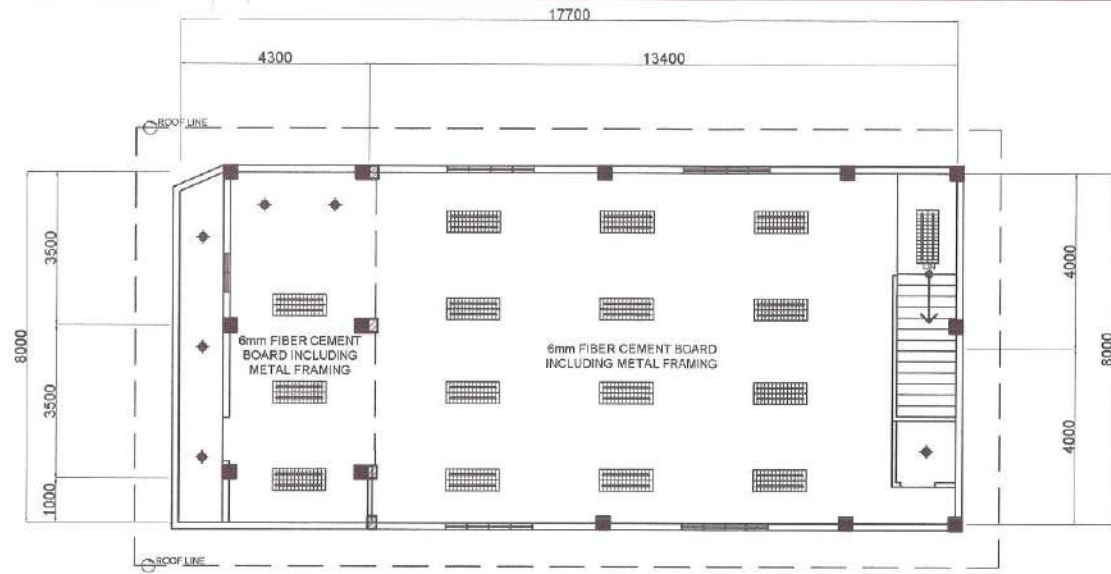 17700
4300
13400
ROOF LINE
3500
4000
8000
6mm FIBER CEMENT
BOARD INCLUDING
METAL FRAMING
6mm FIBER CEMENT BOARD
INCLUDING METAL FRAMING
DN
8000
3500
4000
1000
ROOF LINE